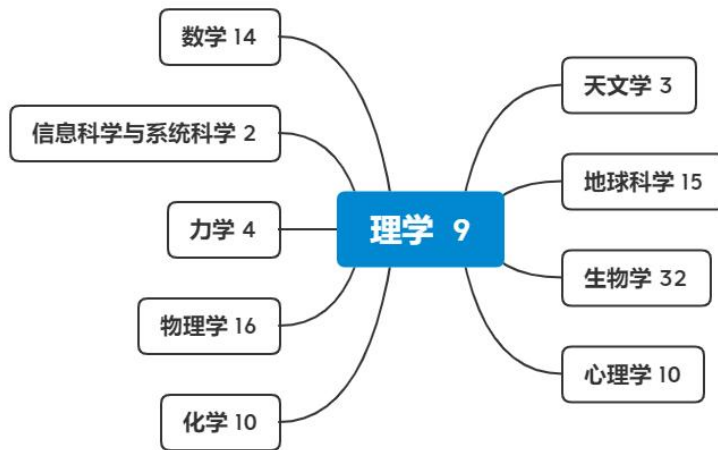 数学 14
信息科学与系统科学 2
力学 4
物理学 16
化学 10
理学 9
天文学 3
地球科学 15
生物学 32
心理学 10